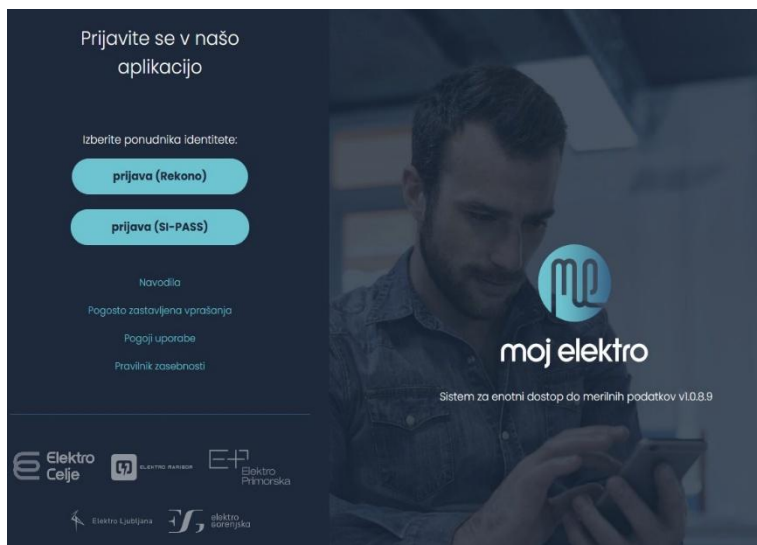 Prijavite se v našo
aplikacijo
Izberite ponudnika identitete:
prijava (Rekono)
prijava (SI-PASS)
Navodila
Pogosto zastavljena vprašanja
Pogoji uporabe
Pravilnik zasebnosti
Elektro
Celje
ELEKTRO MARIBOR
Elektro
Primorska
Elektro Ljubljana
elektro
gorenjska
moj elektro
Sistem za enotni dostop do merilnih podatkov v1.0.8.9